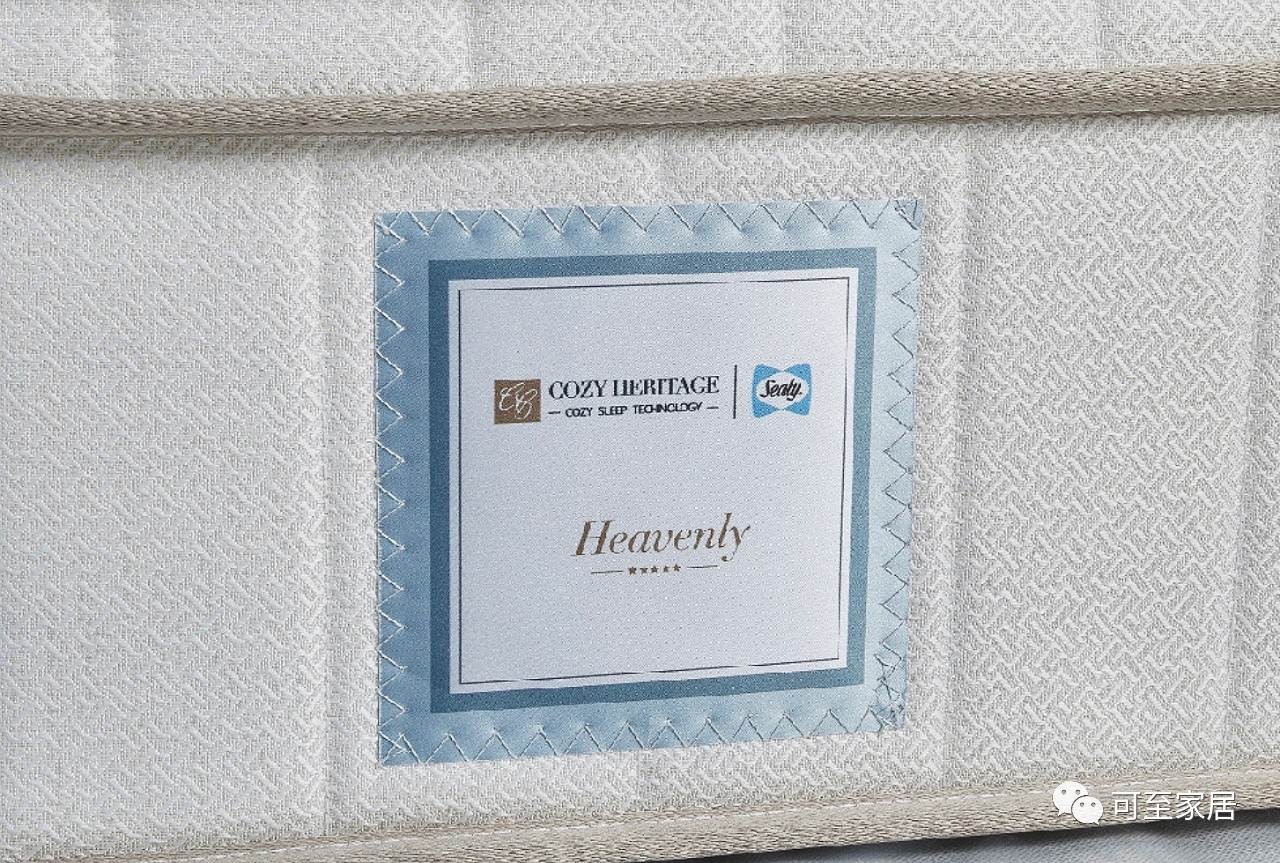 COZY HERITAGE
COZY SLEEP TECHNOLOGY
Sealy.
Heavenly
可至家居